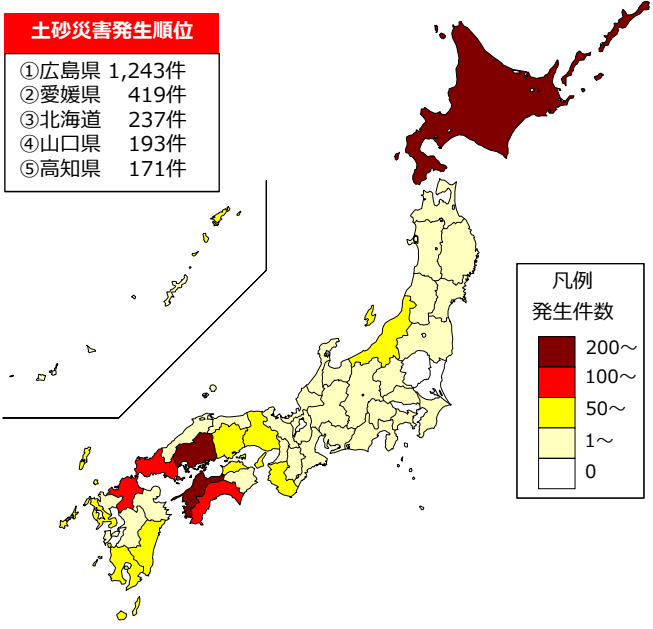 土砂災害発生順位
①広島県 1,243件
②愛媛県 419件
③北海道 237件
④山口県 193件
⑤高知県 171件
凡例
発生件数
200～
100～
50～
1～
0